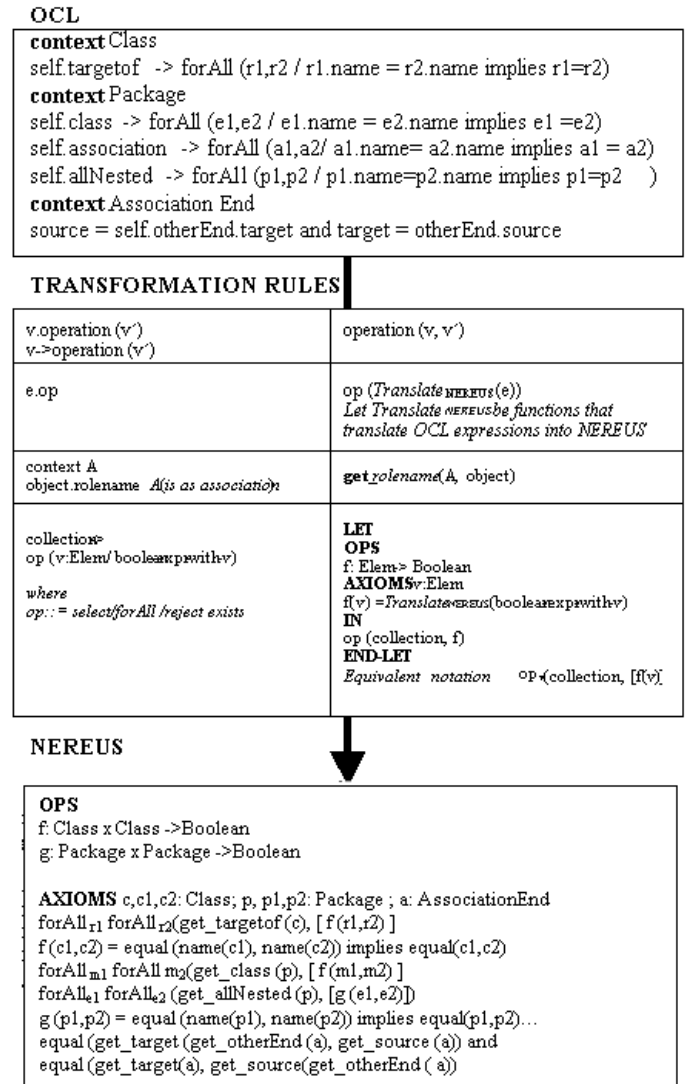 OCL
context Class
self.targetof -> forAll (r1,r2 / r1.name = r2.name implies r1=r2)
context Package
self.class -> forAll (e1,e2 / e1.name = e2.name implies e1 =e2)
self.association -> forAll (a1,a2/ a1.name= a2.name implies a1 = a2)
self.allNested -> forAll (p1,p2 / p1.name=p2.name implies p1=p2 )
context Association End
source = self.otherEnd.target and target = otherEnd.source
TRANSFORMATION RULES
v.operation (v´)
v->operation (v´)
operation (v, v´)
e.op
op (Translate NEREUS (e))
Let Translate NEREUS be functions that
translate OCL expressions into NEREUS
context A
object.rolename A(is as association)
get_rolename(A, object)
collection->
op (v:Elem/ boolean-expr-with-v)
where
op::= select/forAll /reject exists
LET
OPS
f: Elem-> Boolean
AXIOMS v:Elem
f(v) =Translate NEREUS(boolean-expr-with-v)
IN
op (collection, f)
END-LET
Equivalent notation OPv(collection, [f(v)[
NEREUS
OPS
f: Class x Class ->Boolean
g: Package x Package ->Boolean
AXIOMS c,c1,c2: Class; p, p1,p2: Package ; a: AssociationEnd
forAll r1 forAll r2(get_targetof (c), [ f (r1,r2) ]
f (c1,c2) = equal (name(c1), name(c2)) implies equal(c1,c2)
forAll m1 forAll m2(get_class (p), [ f (m1,m2) ]
forAll e1 forAll e2 (get_allNested (p), [g (e1,e2)])
g (p1,p2) = equal (name(p1), name(p2)) implies equal(p1,p2)...
equal (get_target (get_otherEnd (a), get_source (a)) and
equal (get_target(a), get_source(get_otherEnd ( a))